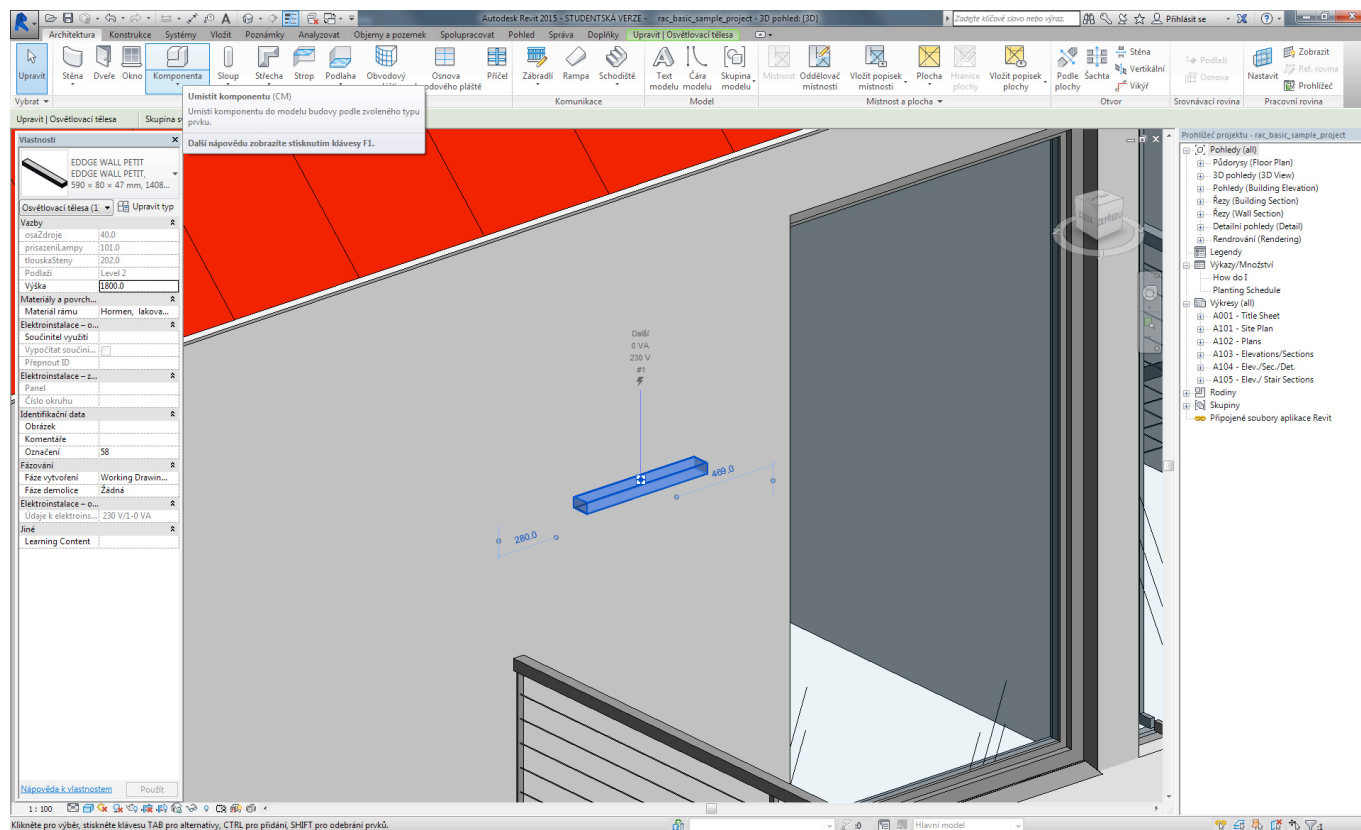 Autodesk Revit 2015 - STUDENTSKÁ VERZE - rac_basic_sample_project - 3D pohled: {3D}
Zadejte klíčové slovo nebo výraz.
Přihlásit se
Architektura Konstrukce Systémy Vložit Poznámky Analyzovat Objemy a pozemek Spolupracovat Pohled Správa Doplňky Upravit | Osvětlovací tělesa
Upravit Stěna Dveře Okno Komponenta Sloup Střecha Strop Podlaha Obvodový Osnova Příčel Zábradlí Rampa Schodiště Text modelu Čára modelu Skupina modelu Místnost Oddělovač místností Vložit popisek místnosti Plocha Hranice plochy Vložit popisek plochy Podle plochy Šachta Stěna Vertikální Vikýř Podlaží Osnova Nastavit Zobrazit Ref. rovina Prohlížeč
Vybrat Komunikace Model Místnost a plocha Otvor Srovnávací rovina Pracovní rovina
Upravit | Osvětlovací tělesa Skupina
Umístit komponentu (CM)
Umístí komponentu do modelu budovy podle zvoleného typu
prvku.
Další nápovědu zobrazíte stisknutím klávesy F1.
Vlastnosti
EDDGE WALL PETIT
EDDGE WALL PETIT,
590 × 80 × 47 mm, 1408...
Osvětlovací tělesa (1 Upravit typ
Vazby
osaZdroje 40.0
prisazeniLampy 101.0
tlouskaSteny 202.0
Podlaží Level 2
Výška 1800.0
Materiály a povrch...
Materiál rámu Hormen, lakova...
Elektroinstalace – o...
Součinitel využití
Vypočítat součini...
Přepnout ID
Elektroinstalace – z...
Panel
Číslo okruhu
Identifikační data
Obrázek
Komentáře
Označení 58
Fázování
Fáze vytvoření Working Drawin...
Fáze demolice Žádná
Elektroinstalace – o...
Údaje k elektroins... 230 V/1-0 VA
Jiné
Learning Content
Nápověda k vlastnostem Použít
Další
0 VA
230 V
#1
469.0
280.0
ZEPŘEDU
Prohlížeč projektu - rac_basic_sample_project
Pohledy (all)
Půdorysy (Floor Plan)
3D pohledy (3D View)
Pohledy (Building Elevation)
Řezy (Building Section)
Řezy (Wall Section)
Detailní pohledy (Detail)
Rendrování (Rendering)
Legendy
Výkazy/Množství
How do I
Planting Schedule
Výkresy (all)
A001 - Title Sheet
A101 - Site Plan
A102 - Plans
A103 - Elevations/Sections
A104 - Elev./Sec./Det.
A105 - Elev./ Stair Sections
Rodiny
Skupiny
Připojené soubory aplikace Revit
1 : 100
Klikněte pro výběr, stiskněte klávesu TAB pro alternativy, CTRL pro přidání, SHIFT pro odebrání prvků.
:0
Hlavní model
:1